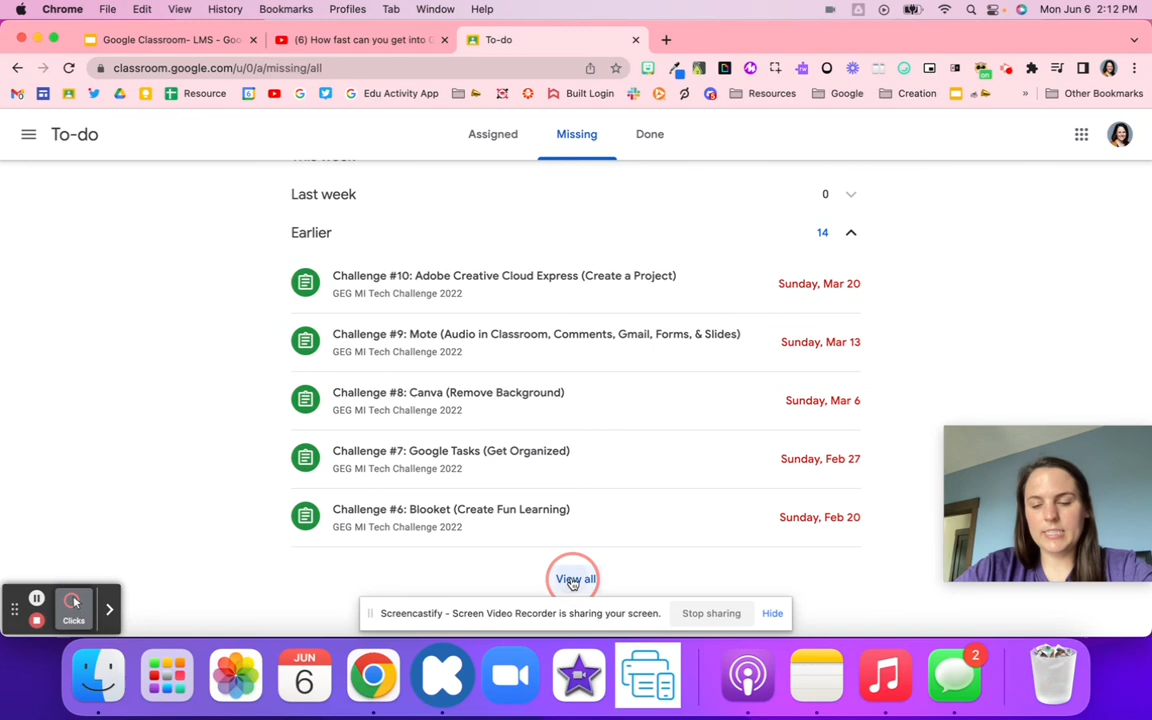 Chrome File Edit View History Bookmarks Profiles Tab Window Help Mon Jun 6 2:12 PM
Google Classroom- LMS - Goo × (6) How fast can you get into G × To-do × +
classroom.google.com/u/0/a/missing/all
Resource Edu Activity App Built Login Resources Google Creation » Other Bookmarks
To-do Assigned Missing Done
This week
Last week 0
Earlier 14
Challenge #10: Adobe Creative Cloud Express (Create a Project) Sunday, Mar 20
GEG MI Tech Challenge 2022
Challenge #9: Mote (Audio in Classroom, Comments, Gmail, Forms, & Slides) Sunday, Mar 13
GEG MI Tech Challenge 2022
Challenge #8: Canva (Remove Background) Sunday, Mar 6
GEG MI Tech Challenge 2022
Challenge #7: Google Tasks (Get Organized) Sunday, Feb 27
GEG MI Tech Challenge 2022
Challenge #6: Blooket (Create Fun Learning) Sunday, Feb 20
GEG MI Tech Challenge 2022
View all
Clicks
Screencastify - Screen Video Recorder is sharing your screen. Stop sharing Hide
JUN
6
2